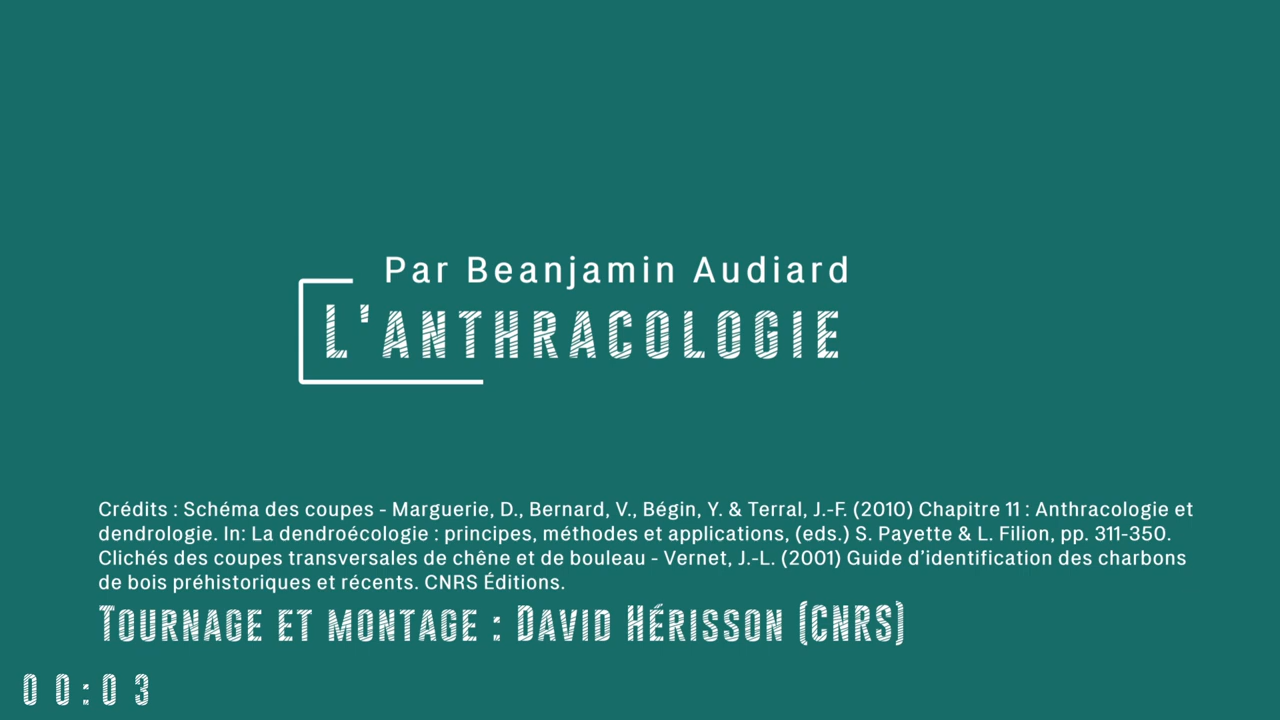 Par Beanjamin Audiard
L'ANTHRACOLOGIE
Crédits : Schéma des coupes - Marguerie, D., Bernard, V., Bégin, Y. & Terral, J.-F. (2010) Chapitre 11 : Anthracologie et
dendrologie. In: La dendroécologie : principes, méthodes et applications, (eds.) S. Payette & L. Filion, pp. 311-350.
Clichés des coupes transversales de chêne et de bouleau - Vernet, J.-L. (2001) Guide d’identification des charbons
de bois préhistoriques et récents. CNRS Éditions.
TOURNAGE ET MONTAGE : DAVID HÉRISSON (CNRS)
00:03